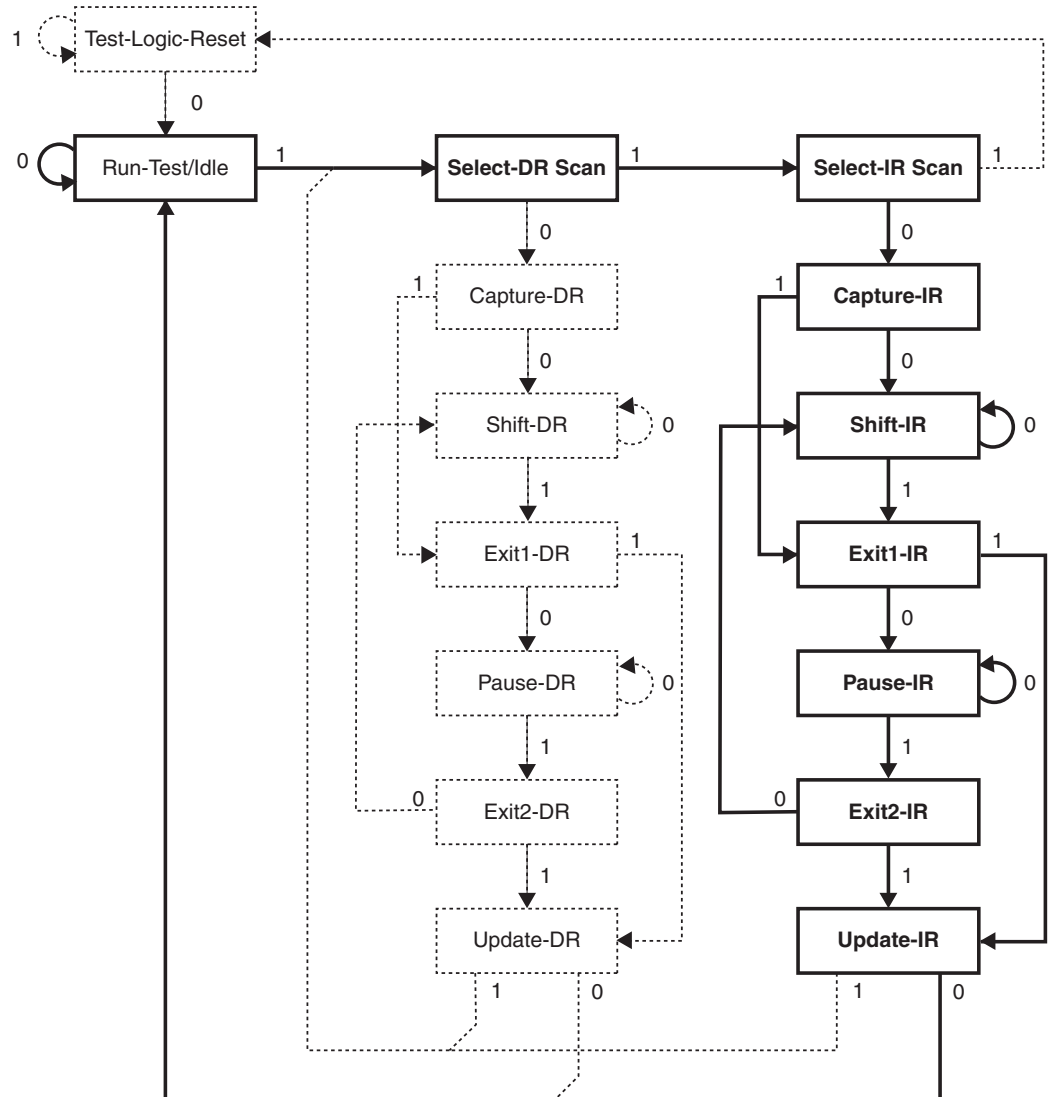 1 Test-Logic-Reset
0
0 Run-Test/Idle 1 Select-DR Scan 1 Select-IR Scan 1
0 0
1 Capture-DR 1 Capture-IR
0 0
Shift-DR 0 Shift-IR 0
1 1
Exit1-DR 1 Exit1-IR 1
0 0
Pause-DR 0 Pause-IR 0
1 1
0 Exit2-DR 0 Exit2-IR
1 1
Update-DR Update-IR
1 0 1 0